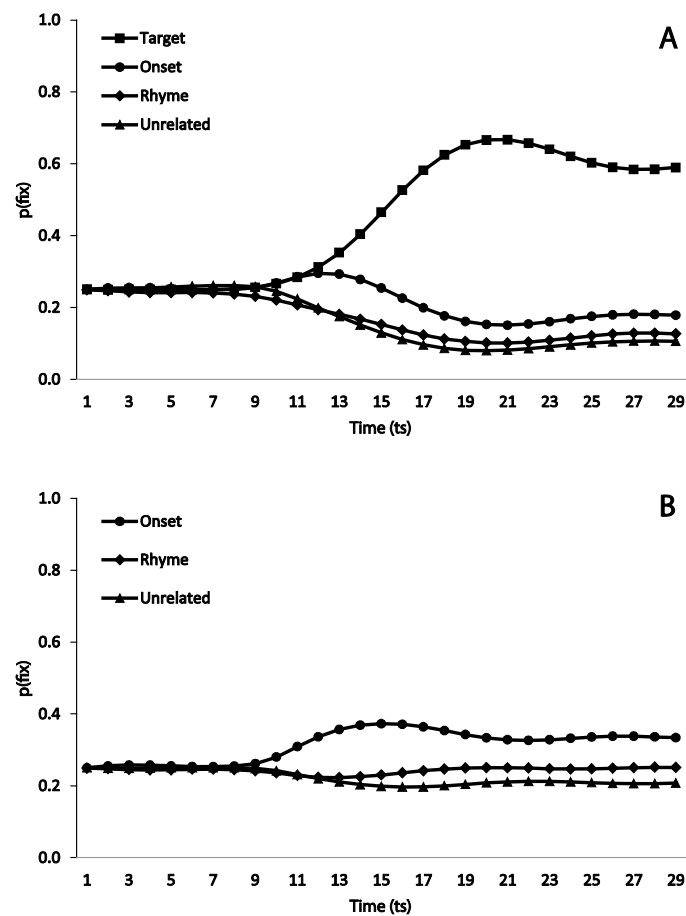 A
1.0
Target
Onset
0.8
Rhyme
Unrelated
0.6
p(fix)
0.4
0.2
0.0
1 3 5 7 9 11 13 15 17 19 21 23 25 27 29
Time (ts)
B
1.0
Onset
0.8
Rhyme
Unrelated
0.6
p(fix)
0.4
0.2
0.0
1 3 5 7 9 11 13 15 17 19 21 23 25 27 29
Time (ts)